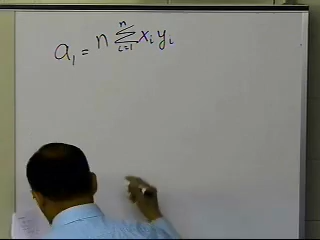 a₁ = n ∑ᵢ₌₁ⁿ xᵢ yᵢ